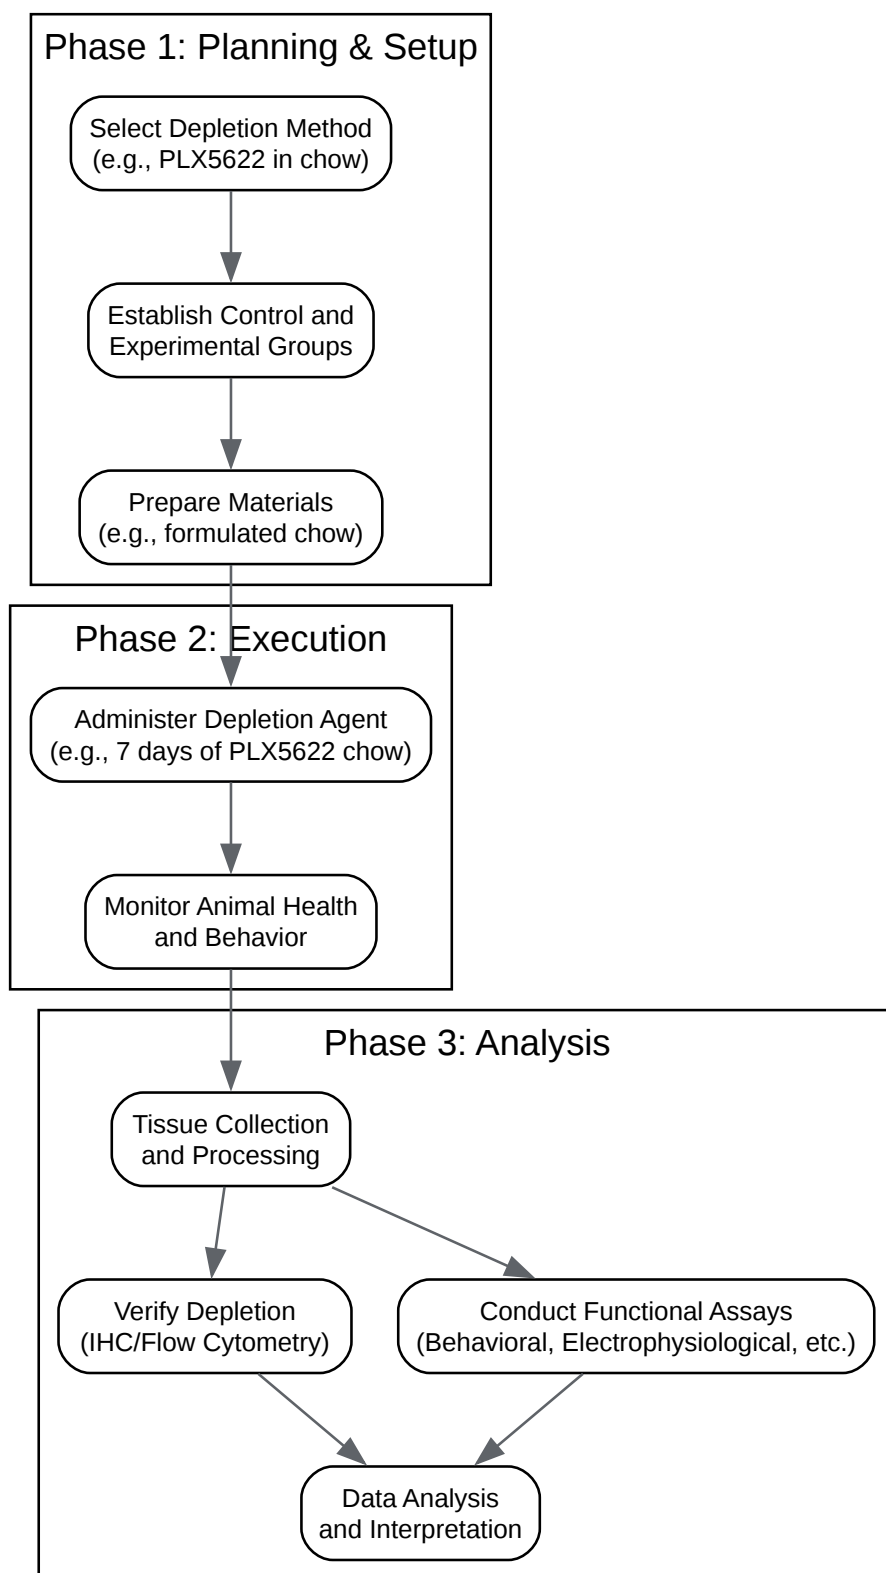 Phase 1: Planning & Setup
Select Depletion Method
(e.g., PLX5622 in chow)
Establish Control and
Experimental Groups
Prepare Materials
(e.g., formulated chow)
Phase 2: Execution
Administer Depletion Agent
(e.g., 7 days of PLX5622 chow)
Monitor Animal Health
and Behavior
Phase 3: Analysis
Tissue Collection
and Processing
Verify Depletion
(IHC/Flow Cytometry)
Conduct Functional Assays
(Behavioral, Electrophysiological, etc.)
Data Analysis
and Interpretation